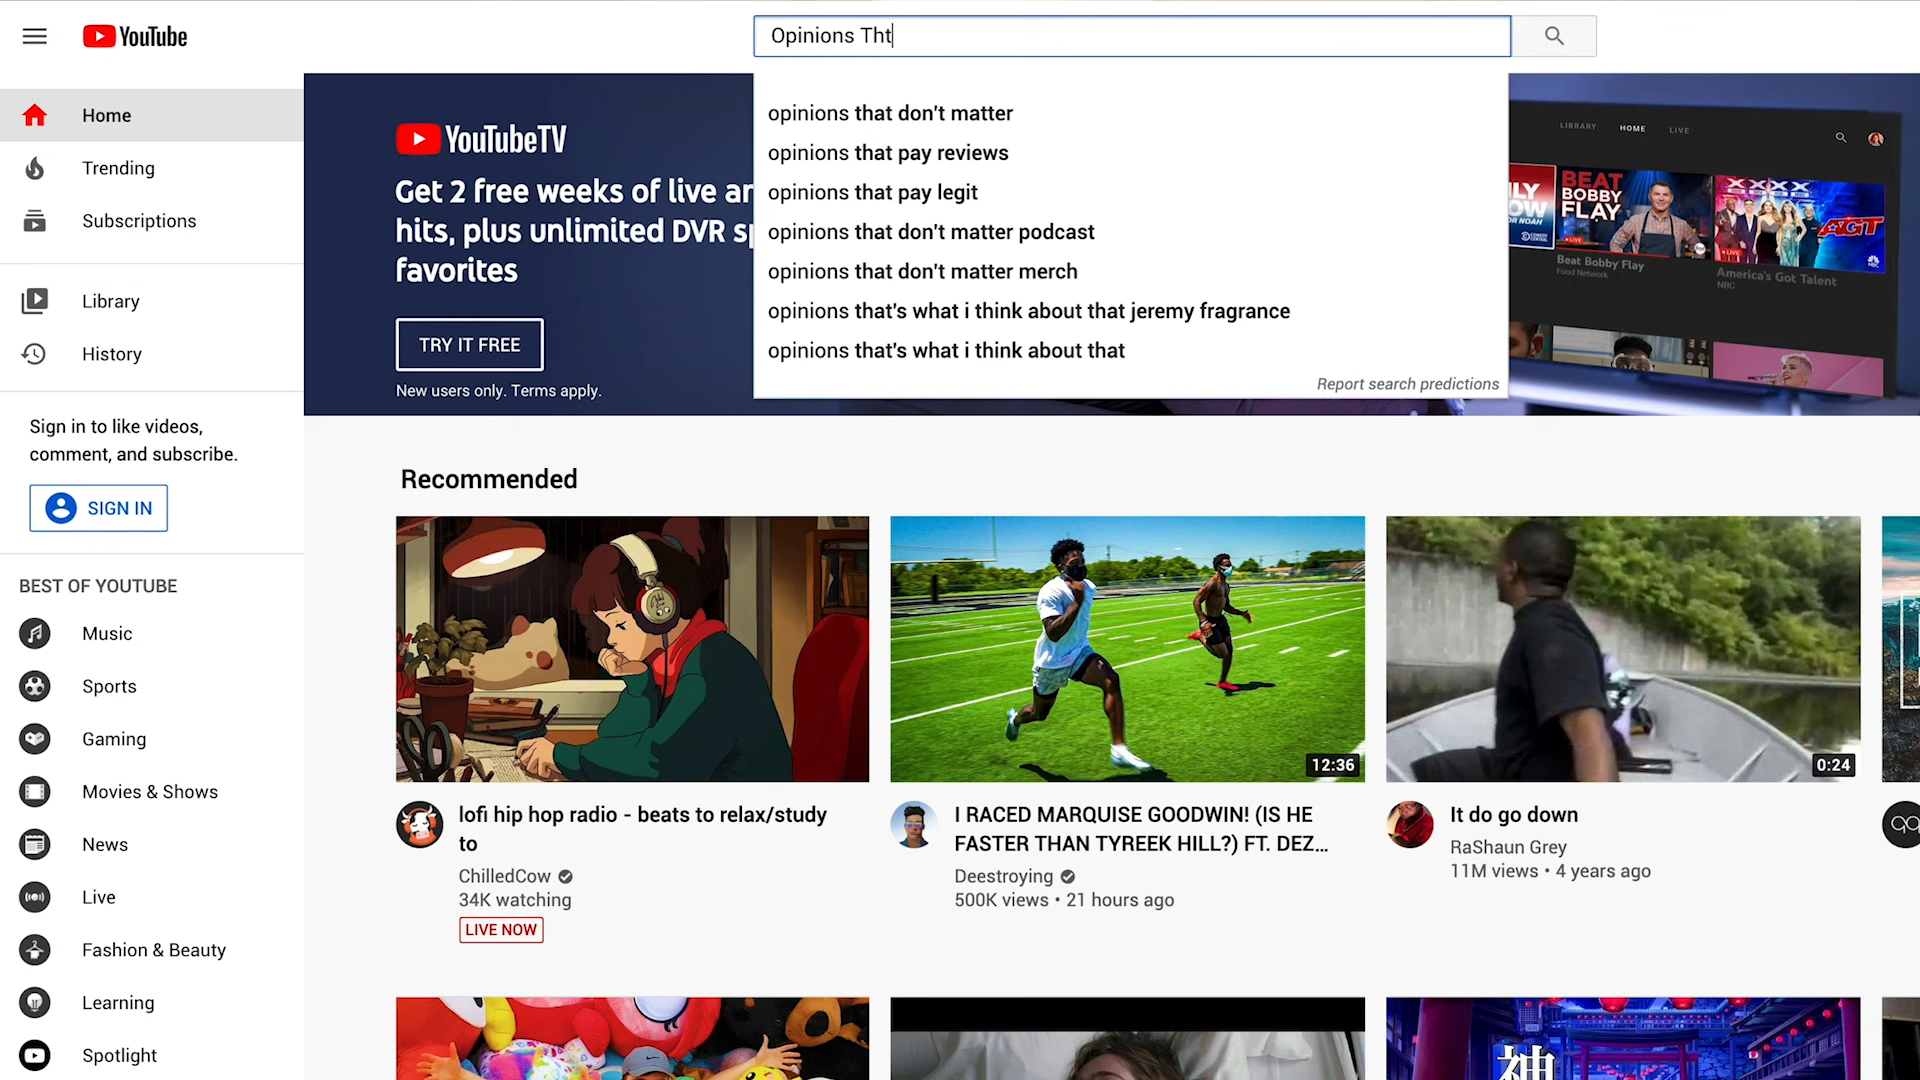 YouTube
Opinions Tht
opinions that don't matter
opinions that pay reviews
opinions that pay legit
opinions that don't matter podcast
opinions that don't matter merch
opinions that's what i think about that jeremy fragrance
opinions that's what i think about that
Report search predictions
Home
Trending
Subscriptions
Library
History
Sign in to like videos,
comment, and subscribe.
SIGN IN
BEST OF YOUTUBE
Music
Sports
Gaming
Movies & Shows
News
Live
Fashion & Beauty
Learning
Spotlight
YouTubeTV
Get 2 free weeks of live
hits, plus unlimited DVR
favorites
TRY IT FREE
New users only. Terms apply.
LIBRARY HOME LIVE
BEAT
BOBBY
FLAY
LIVE
Beat Bobby Flay
Food Network
XXXX
AGT
LIVE
America's Got Talent
NBC
NOAH
COMEDY
CENTRAL
Recommended
lofi hip hop radio - beats to relax/study
to
ChilledCow
34K watching
LIVE NOW
12:36
I RACED MARQUISE GOODWIN! (IS HE
FASTER THAN TYREEK HILL?) FT. DEZ...
Deestroying
500K views • 21 hours ago
0:24
It do go down
RaShaun Grey
11M views • 4 years ago
神